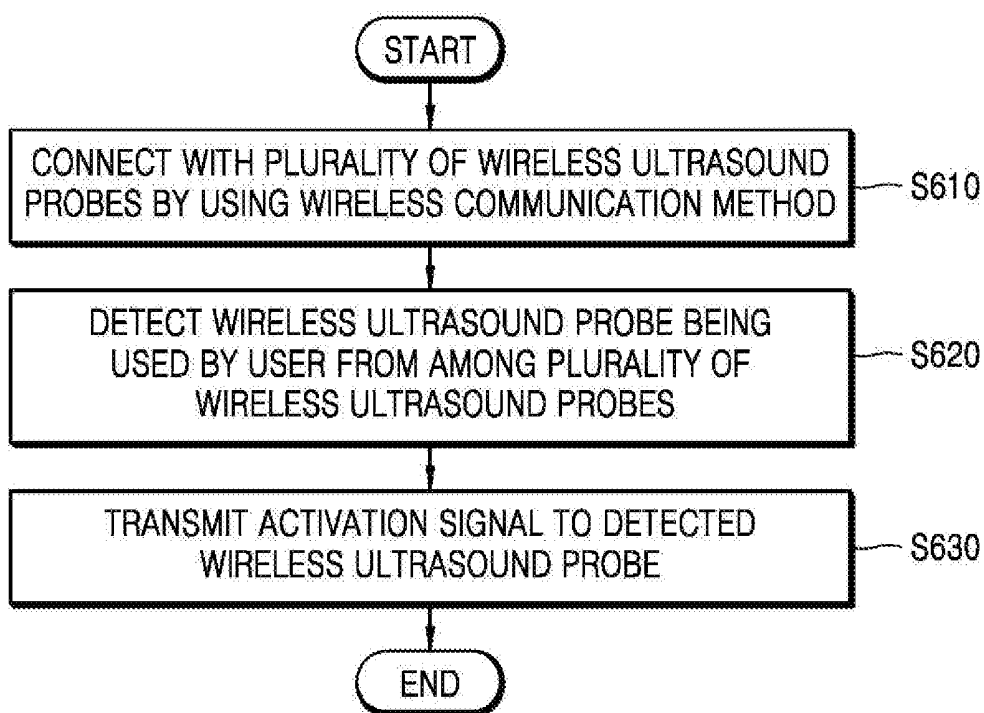 START
CONNECT WITH PLURALITY OF WIRELESS ULTRASOUND
PROBES BY USING WIRELESS COMMUNICATION METHOD
S610
DETECT WIRELESS ULTRASOUND PROBE BEING
USED BY USER FROM AMONG PLURALITY OF
WIRELESS ULTRASOUND PROBES
S620
TRANSMIT ACTIVATION SIGNAL TO DETECTED
WIRELESS ULTRASOUND PROBE
S630
END